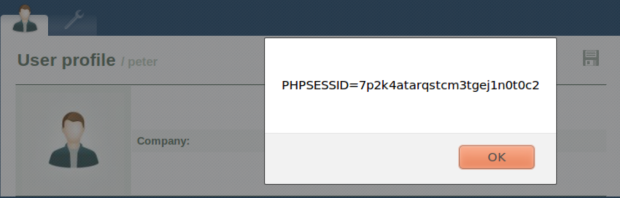 User profile / peter
PHPSESSID=7p2k4atarqstcm3tgej1n0t0c2
Company:
OK